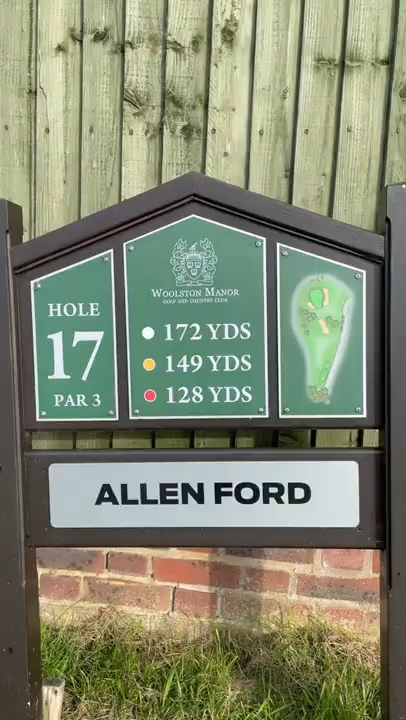 HOLE
17
PAR 3
WOOLSTON MANOR
GOLF AND COUNTRY CLUB
172 YDS
149 YDS
128 YDS
ALLEN FORD